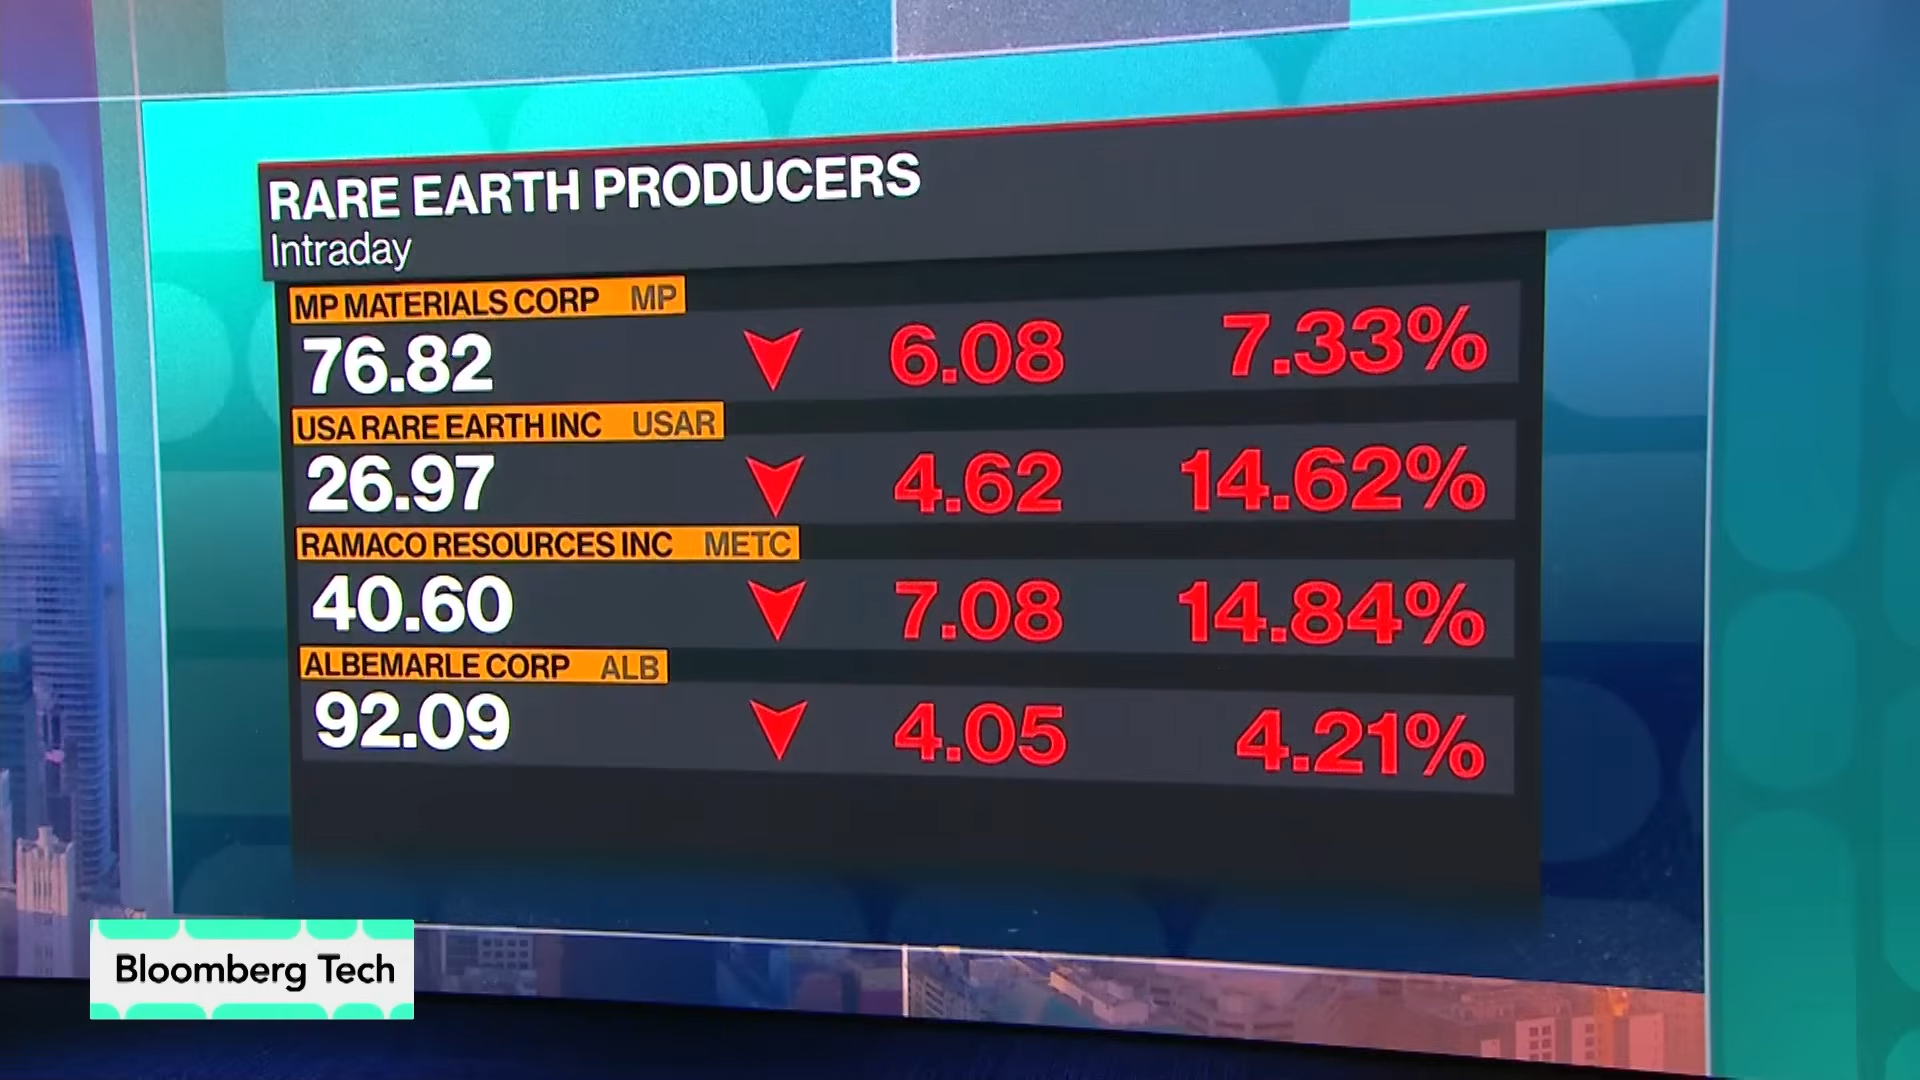 RARE EARTH PRODUCERS
Intraday
MP MATERIALS CORP MP
76.82 6.08 7.33%
USA RARE EARTH INC USAR
26.97 4.62 14.62%
RAMACO RESOURCES INC METC
40.60 7.08 14.84%
ALBEMARLE CORP ALB
92.09 4.05 4.21%
Bloomberg Tech